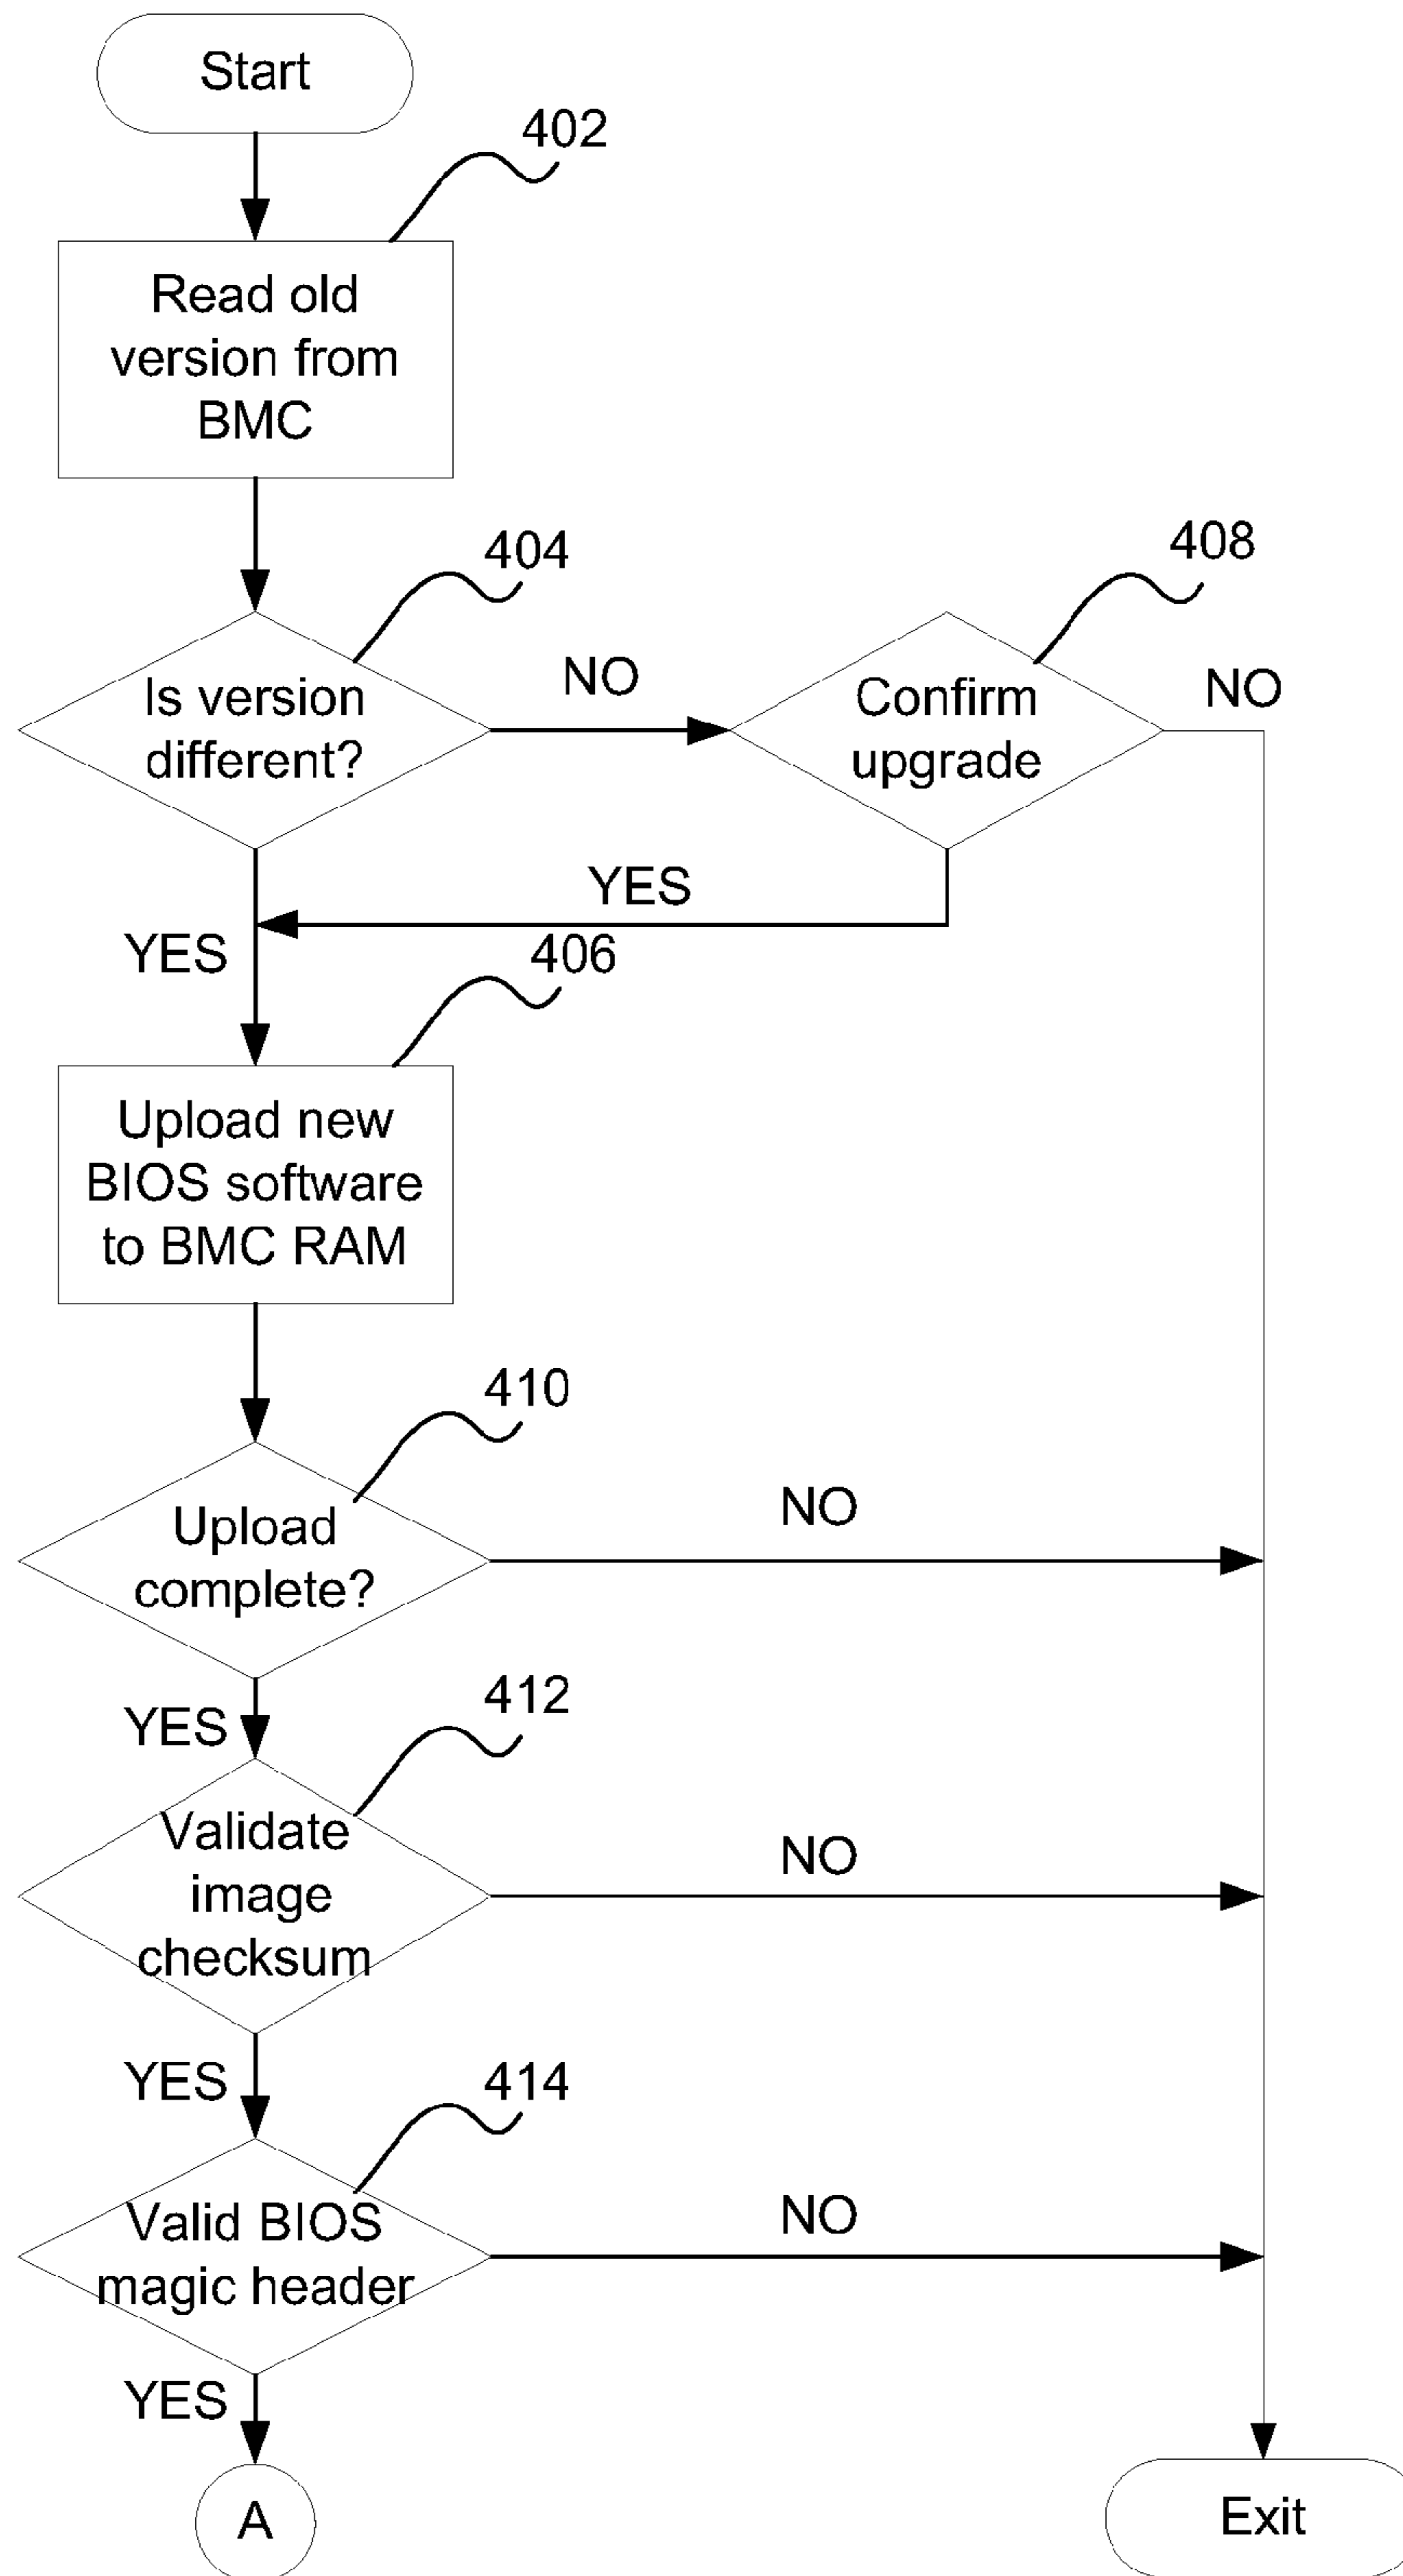 Start
402
Read old
version from
BMC
404
408
Is version
different?
NO
Confirm
upgrade
NO
YES
YES
406
Upload new
BIOS software
to BMC RAM
410
Upload
complete?
NO
YES
412
Validate
image
checksum
NO
YES
414
Valid BIOS
magic header
NO
YES
A
Exit